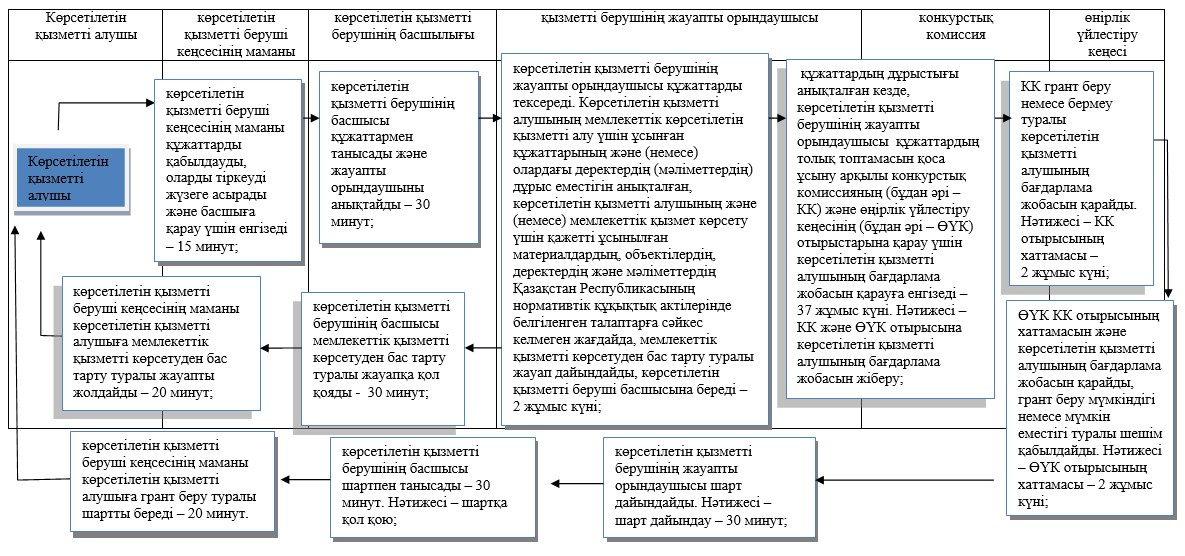 Көрсетілетін
қызметті алушы
көрсетілетін
қызметті беруші
кеңсесінің маманы
көрсетілетін қызметті
берушінің басшылығы
қызметті берушінің жауапты орындаушысы
конкурстық
комиссия
өңірлік
үйлестіру
кеңесі
Көрсетілетін
қызметті
алушы
көрсетілетін
қызметті беруші
кеңсесінің маманы
құжаттарды
қабылдауды,
оларды тіркеуді
жүзеге асырады
және басшыға
қарау үшін енгізеді
– 15 минут;
көрсетілетін
қызметті берушінің
басшысы
құжаттармен
танысады және
жауапты
орындаушыны
анықтайды – 30
минут;
көрсетілетін қызметті берушінің
жауапты орындаушысы құжаттарды
тексереді. Көрсетілетін қызметті
алушының мемлекеттік көрсетілетін
қызметті алу үшін ұсынған
құжаттарының және (немесе)
олардағы деректердің (мәліметтердің)
дұрыс еместігін анықталған,
көрсетілетін қызметті алушының және
(немесе) мемлекеттік қызмет көрсету
үшін қажетті ұсынылған
материалдардың, объектілердің,
деректердің және мәліметтердің
Қазақстан Республикасының
нормативтік құқықтық актілерінде
белгіленген талаптарға сәйкес
келмеген жағдайда, мемлекеттік
қызметті көрсетуден бас тарту туралы
жауап дайындайды, көрсетілетін
қызметті беруші басшысына береді –
2 жұмыс күні;
құжаттардың дұрыстығы
анықталған кезде,
көрсетілетін қызметті
берушінің жауапты
орындаушысы құжаттардың
толық топтамасын қоса
ұсыну арқылы конкурстық
комиссияның (бұдан әрі –
КК) және өңірлік үйлестіру
кеңесінің (бұдан әрі – ӨҮК)
отырыстарына қарау үшін
көрсетілетін қызметті
алушының бағдарлама
жобасын қарауға енгізеді –
37 жұмыс күні. Нәтижесі –
КК және ӨҮК отырысына
көрсетілетін қызметті
алушының бағдарлама
жобасын жіберу;
КК грант беру
немесе бермеу
туралы
көрсетілетін
қызметті
алушының
бағдарлама
жобасын қарайды.
Нәтижесі – КК
отырысының
хаттамасы –
2 жұмыс күні;
көрсетілетін қызметті
беруші кеңсесінің маманы
көрсетілетін қызметті
алушыға мемлекеттік
қызметті көрсетуден бас
тарту туралы жауапты
жолдайды – 20 минут;
көрсетілетін қызметті
берушінің басшысы
мемлекеттік қызметті
көрсетуден бас тарту
туралы жауапқа қол
қояды - 30 минут;
ӨҮК КК отырысының
хаттамасын және
көрсетілетін қызметті
алушының бағдарлама
жобасын қарайды,
грант беру мүмкіндігі
немесе мүмкін
еместігі туралы шешім
қабылдайды. Нәтижесі
– ӨҮК отырысының
хаттамасы – 2 жұмыс
күні;
көрсетілетін қызметті
беруші кеңсесінің маманы
көрсетілетін қызметті
алушыға грант беру туралы
шартты береді – 20 минут.
көрсетілетін қызметті
берушінің басшысы
шартпен танысады – 30
минут. Нәтижесі – шартқа
қол қою;
көрсетілетін қызметті
берушінің жауапты
орындаушысы шарт
дайындайды. Нәтижесі –
шарт дайындау – 30 минут;